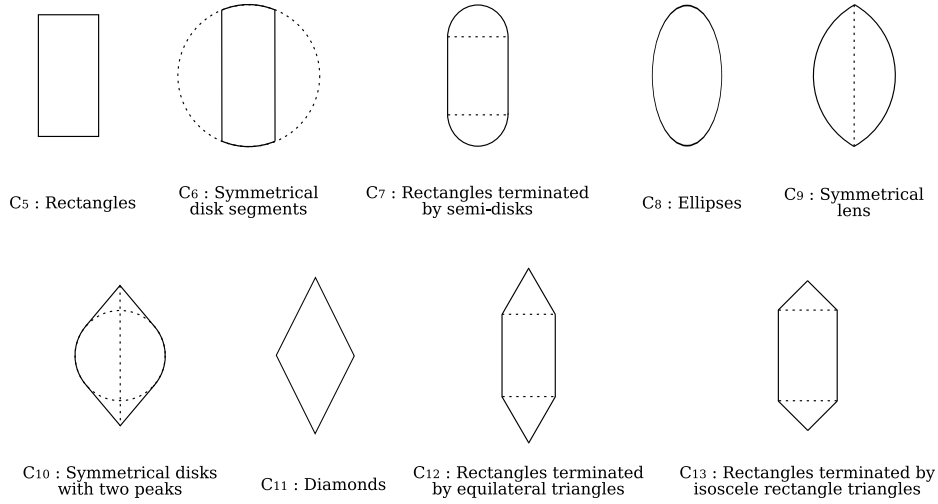 C5 : Rectangles
C6 : Symmetrical
disk segments
C7 : Rectangles terminated
by semi-disks
C8 : Ellipses
C9 : Symmetrical
lens
C10 : Symmetrical disks
with two peaks
C11 : Diamonds
C12 : Rectangles terminated
by equilateral triangles
C13 : Rectangles terminated by
isoscele rectangle triangles